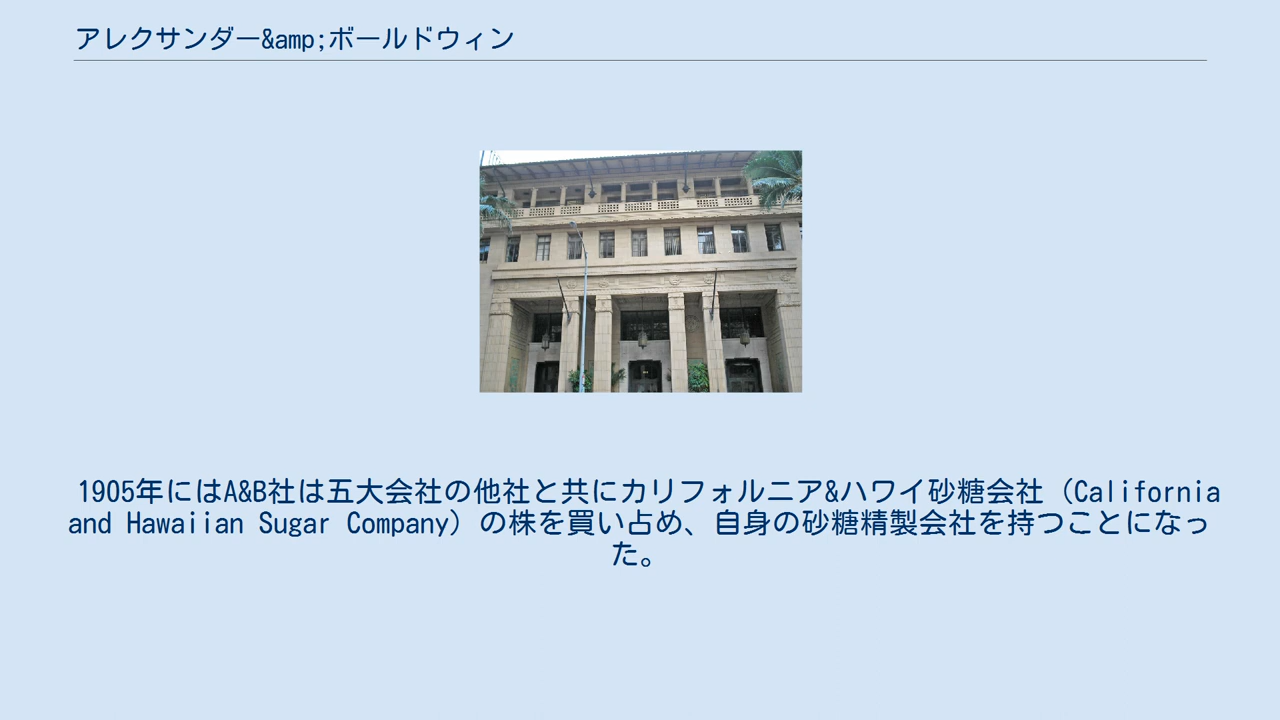 アレクサンダー&amp;ボールドウィン
1905年にはA&B社は五大会社の他社と共にカリフォルニア&ハワイ砂糖会社（California
and Hawaiian Sugar Company）の株を買い占め、自身の砂糖精製会社を持つことになっ
た。